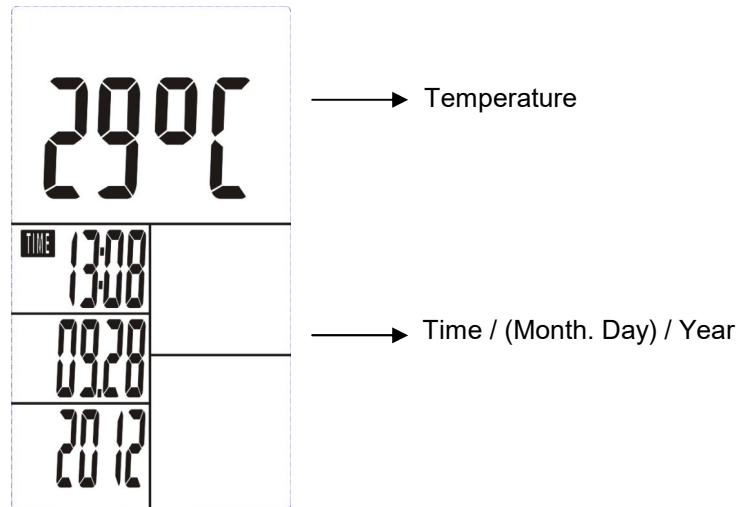 29°C
Temperature
TIME 13:08
09.28
Time / (Month. Day) / Year
2012